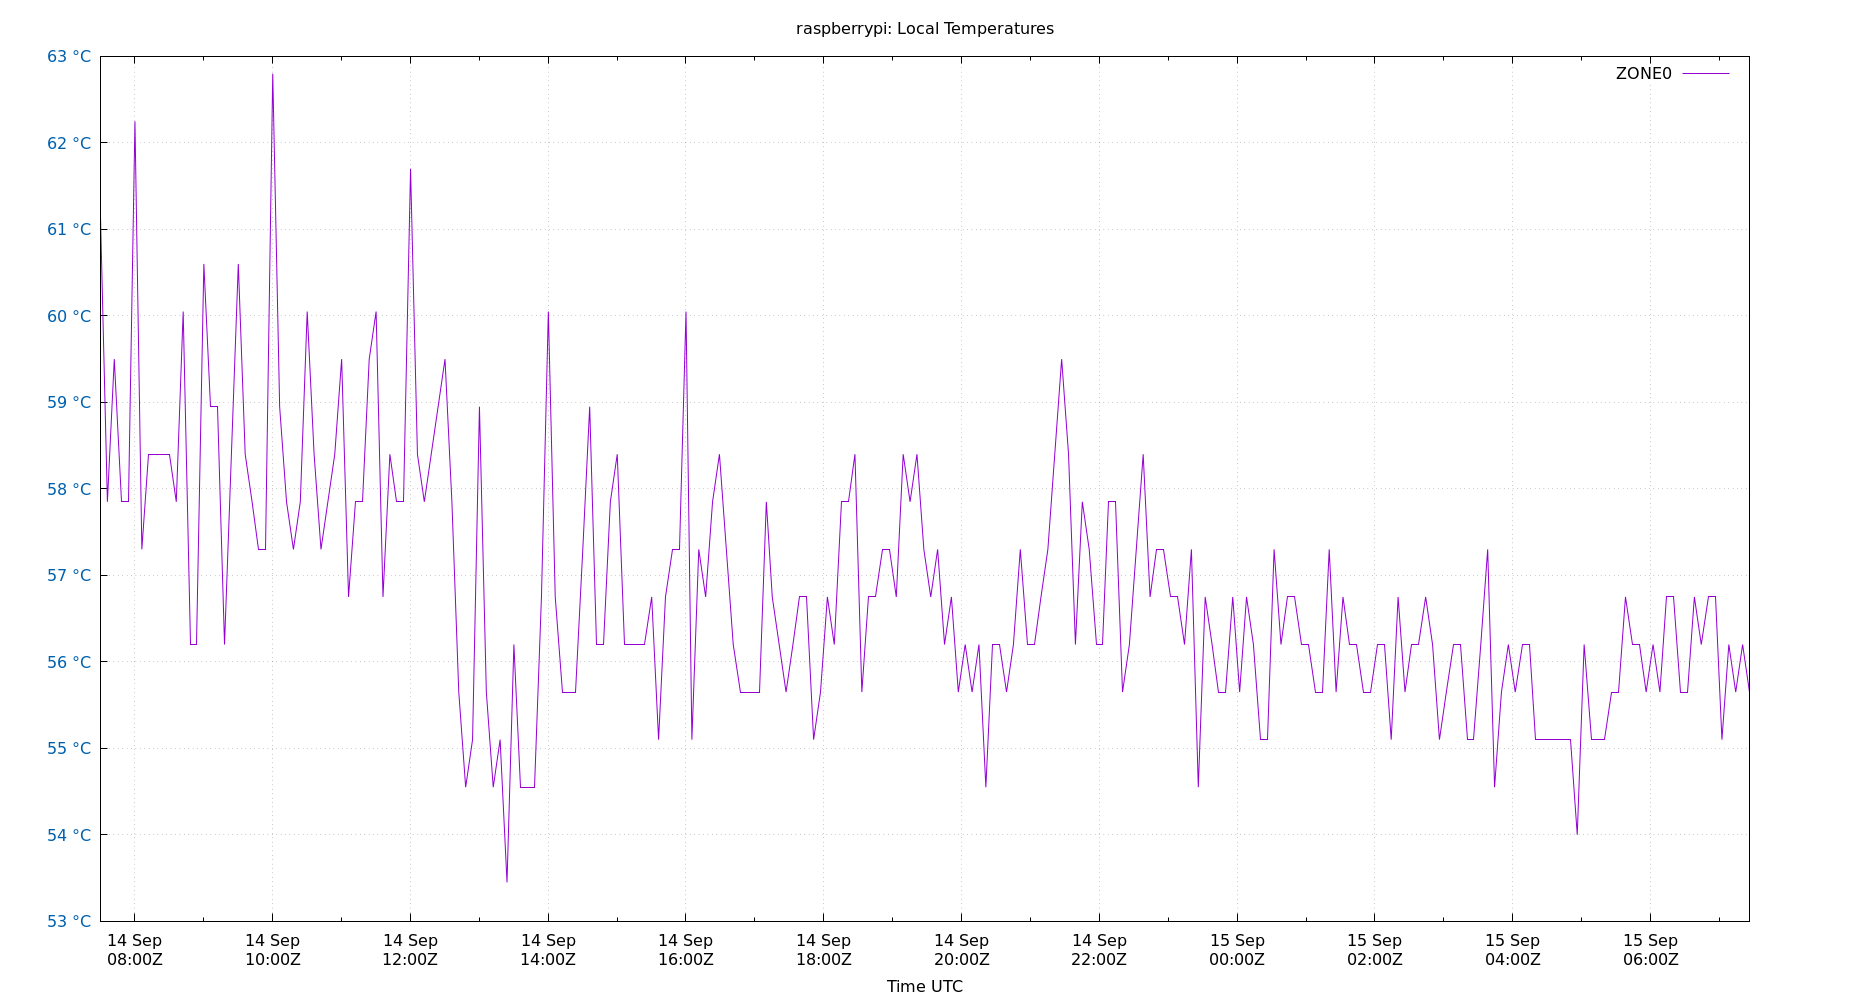 raspberrypi: Local Temperatures
63 °C
ZONE0
62 °C
61 °C
60 °C
59 °C
58 °C
57 °C
56 °C
55 °C
54 °C
53 °C
14 Sep 14 Sep 14 Sep 14 Sep 14 Sep 14 Sep 14 Sep 14 Sep 15 Sep 15 Sep 15 Sep 15 Sep
08:00Z 10:00Z 12:00Z 14:00Z 16:00Z 18:00Z 20:00Z 22:00Z 00:00Z 02:00Z 04:00Z 06:00Z
Time UTC